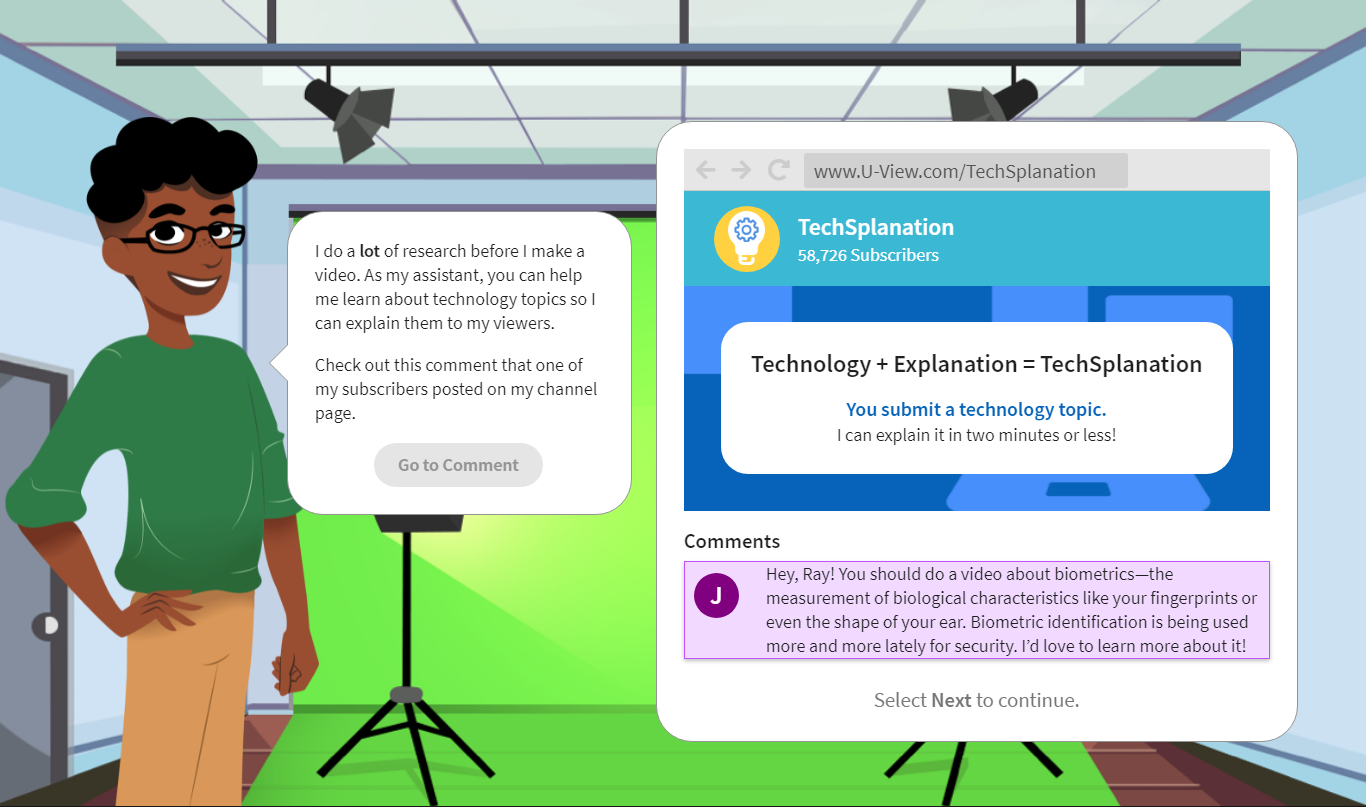 I do a lot of research before I make a
video. As my assistant, you can help
me learn about technology topics so I
can explain them to my viewers.
Check out this comment that one of
my subscribers posted on my channel
page.
Go to Comment
www.U-View.com/TechSplanation
TechSplanation
58,726 Subscribers
Technology + Explanation = TechSplanation
You submit a technology topic.
I can explain it in two minutes or less!
Comments
J
Hey, Ray! You should do a video about biometrics—the
measurement of biological characteristics like your fingerprints or
even the shape of your ear. Biometric identification is being used
more and more lately for security. I’d love to learn more about it!
Select Next to continue.